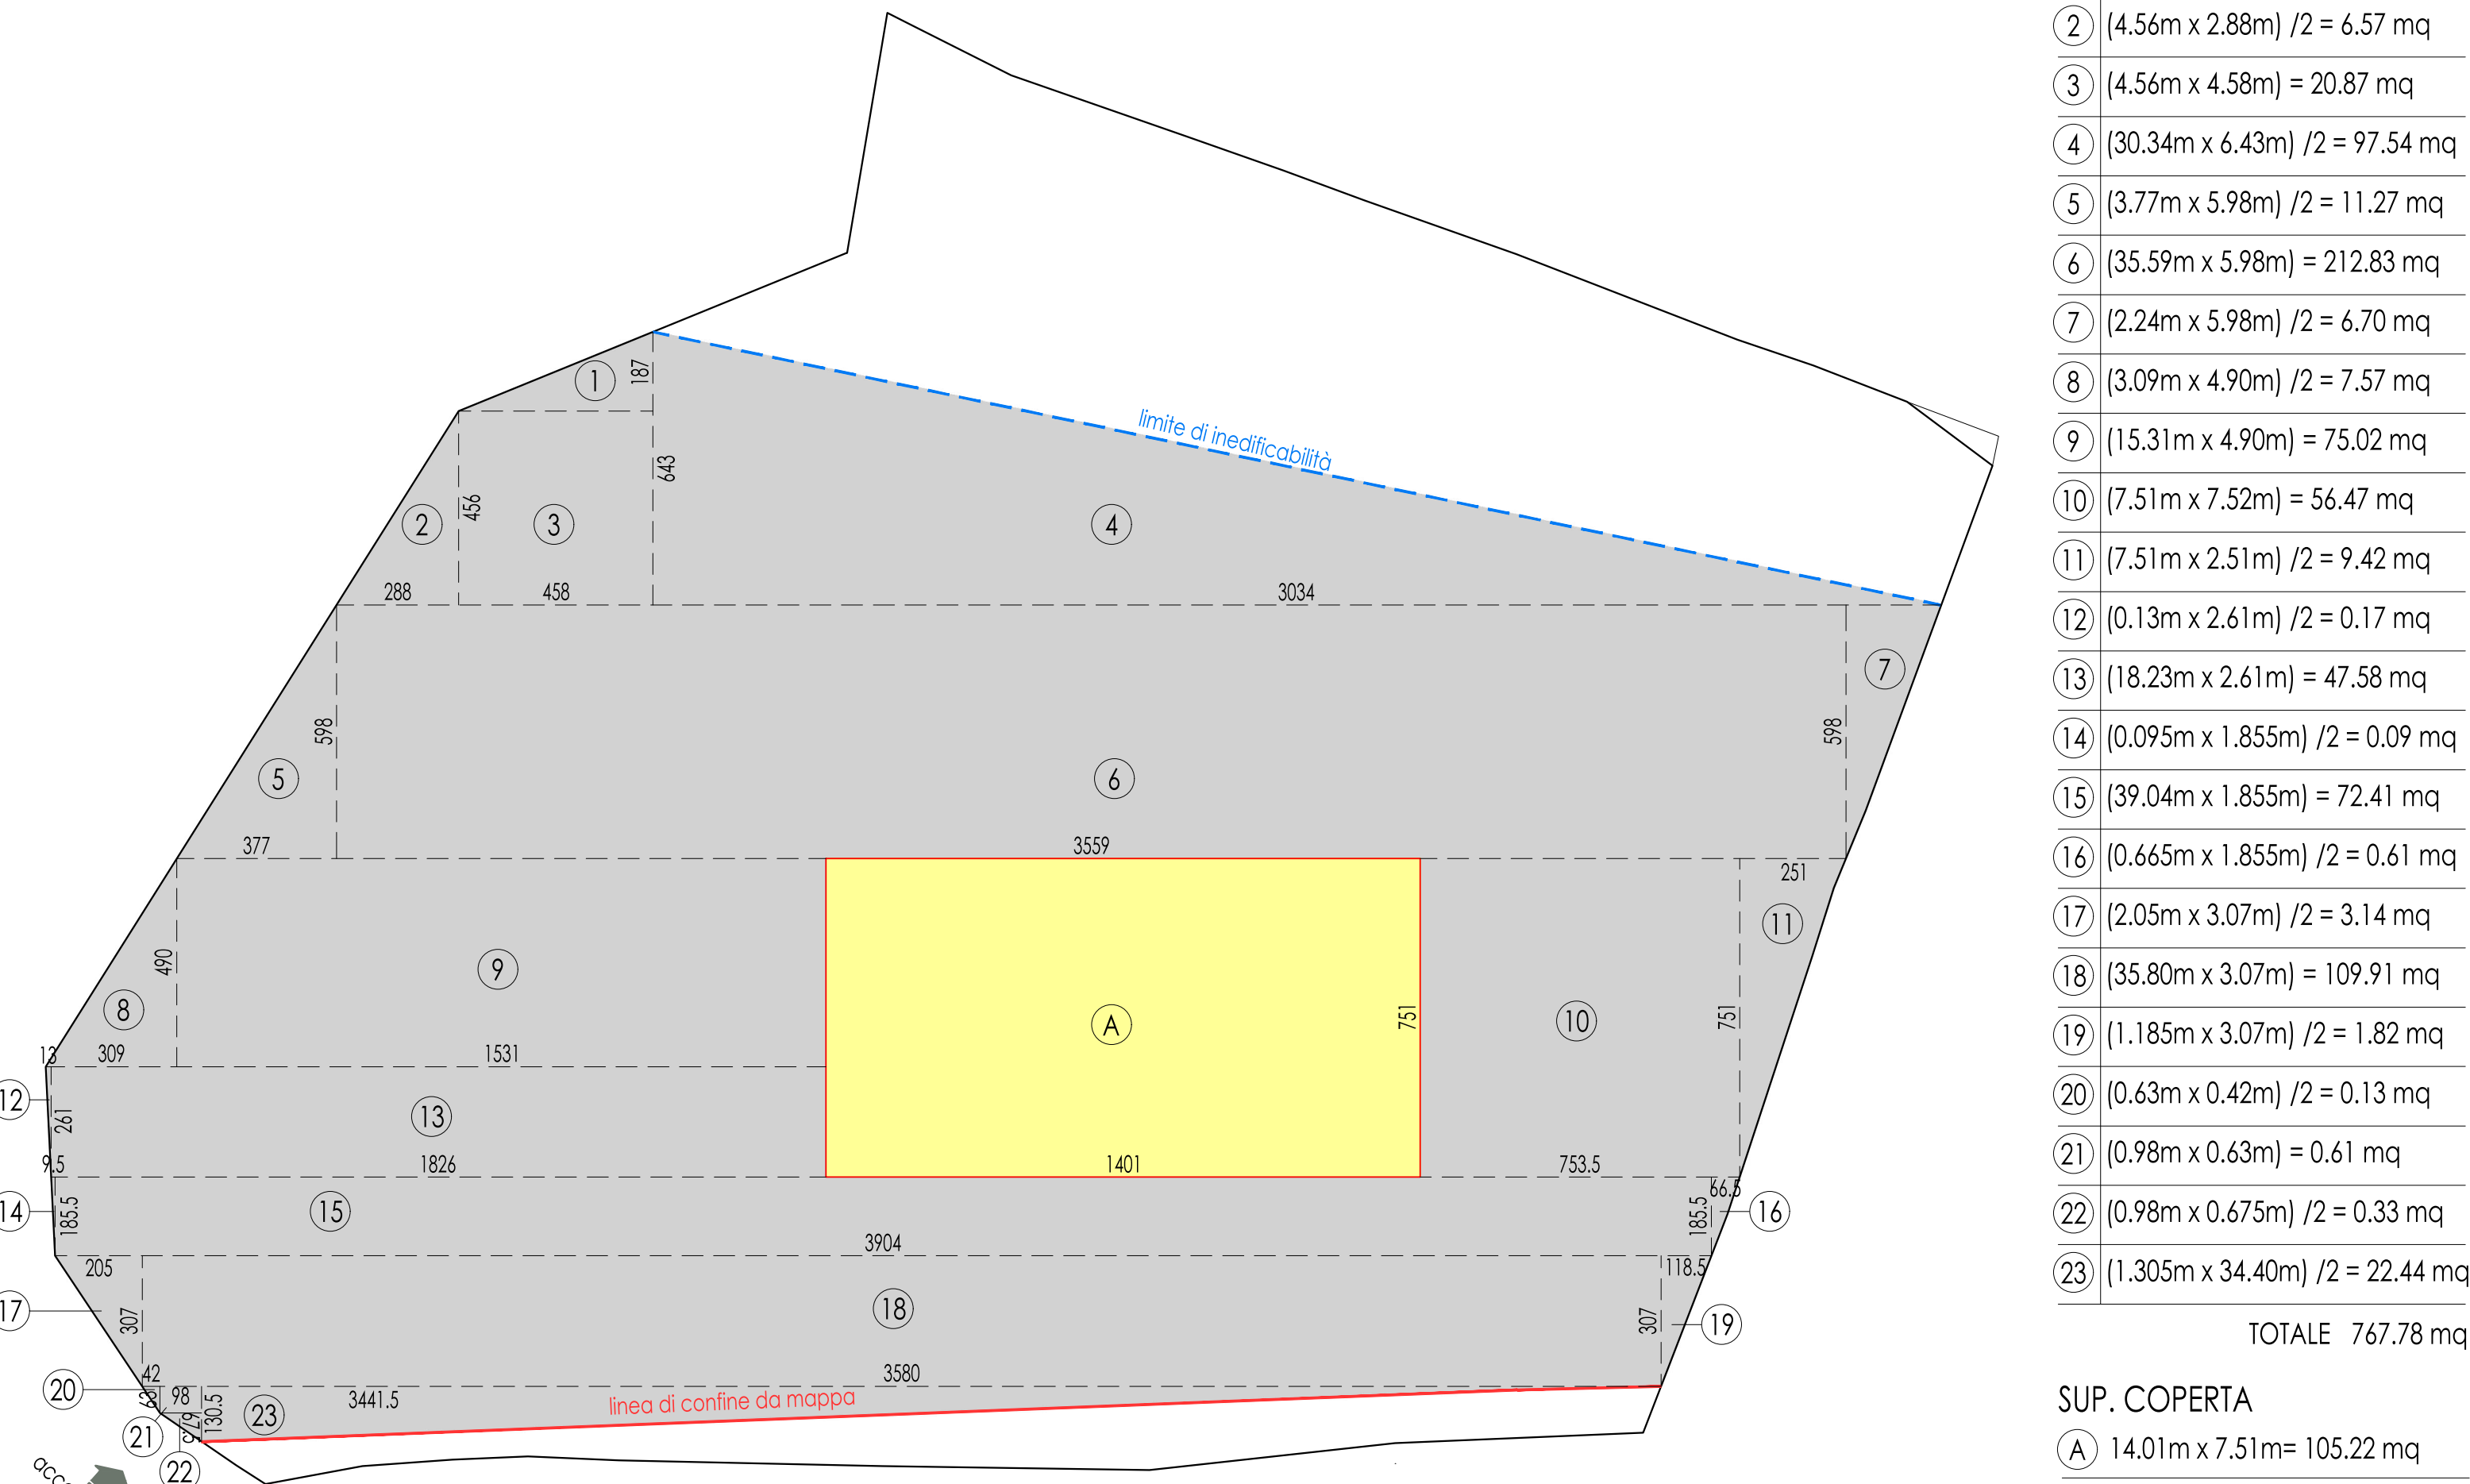 187
1
limite di inedificabilità
643
456
2
3
4
288
458
3034
7
598
598
5
6
377
3559
251
11
490
9
8
A
751
10
751
13
309
1531
12
261
13
9.5
1826
1401
753.5
66.5
14
185.5
15
185.5
16
3904
205
118.5
17
307
18
307
19
42
3580
20
63
98
3441.5
linea di confine da mappa
130.5
23
67.5
21
22
2 (4.56m x 2.88m) /2 = 6.57 mq
3 (4.56m x 4.58m) = 20.87 mq
4 (30.34m x 6.43m) /2 = 97.54 mq
5 (3.77m x 5.98m) /2 = 11.27 mq
6 (35.59m x 5.98m) = 212.83 mq
7 (2.24m x 5.98m) /2 = 6.70 mq
8 (3.09m x 4.90m) /2 = 7.57 mq
9 (15.31m x 4.90m) = 75.02 mq
10 (7.51m x 7.52m) = 56.47 mq
11 (7.51m x 2.51m) /2 = 9.42 mq
12 (0.13m x 2.61m) /2 = 0.17 mq
13 (18.23m x 2.61m) = 47.58 mq
14 (0.095m x 1.855m) /2 = 0.09 mq
15 (39.04m x 1.855m) = 72.41 mq
16 (0.665m x 1.855m) /2 = 0.61 mq
17 (2.05m x 3.07m) /2 = 3.14 mq
18 (35.80m x 3.07m) = 109.91 mq
19 (1.185m x 3.07m) /2 = 1.82 mq
20 (0.63m x 0.42m) /2 = 0.13 mq
21 (0.98m x 0.63m) = 0.61 mq
22 (0.98m x 0.675m) /2 = 0.33 mq
23 (1.305m x 34.40m) /2 = 22.44 mq
TOTALE 767.78 mq
SUP. COPERTA
A 14.01m x 7.51m= 105.22 mq